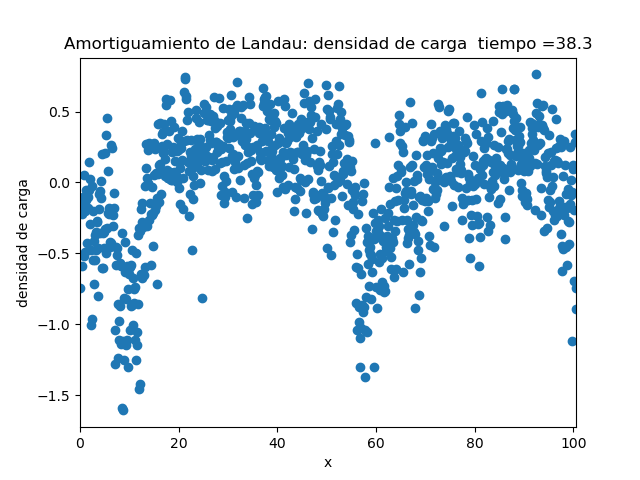 Amortiguamiento de Landau: densidad de carga  tiempo =38.3
densidad de carga
0.5
0.0
−0.5
−1.0
−1.5
0 20 40 60 80 100
x